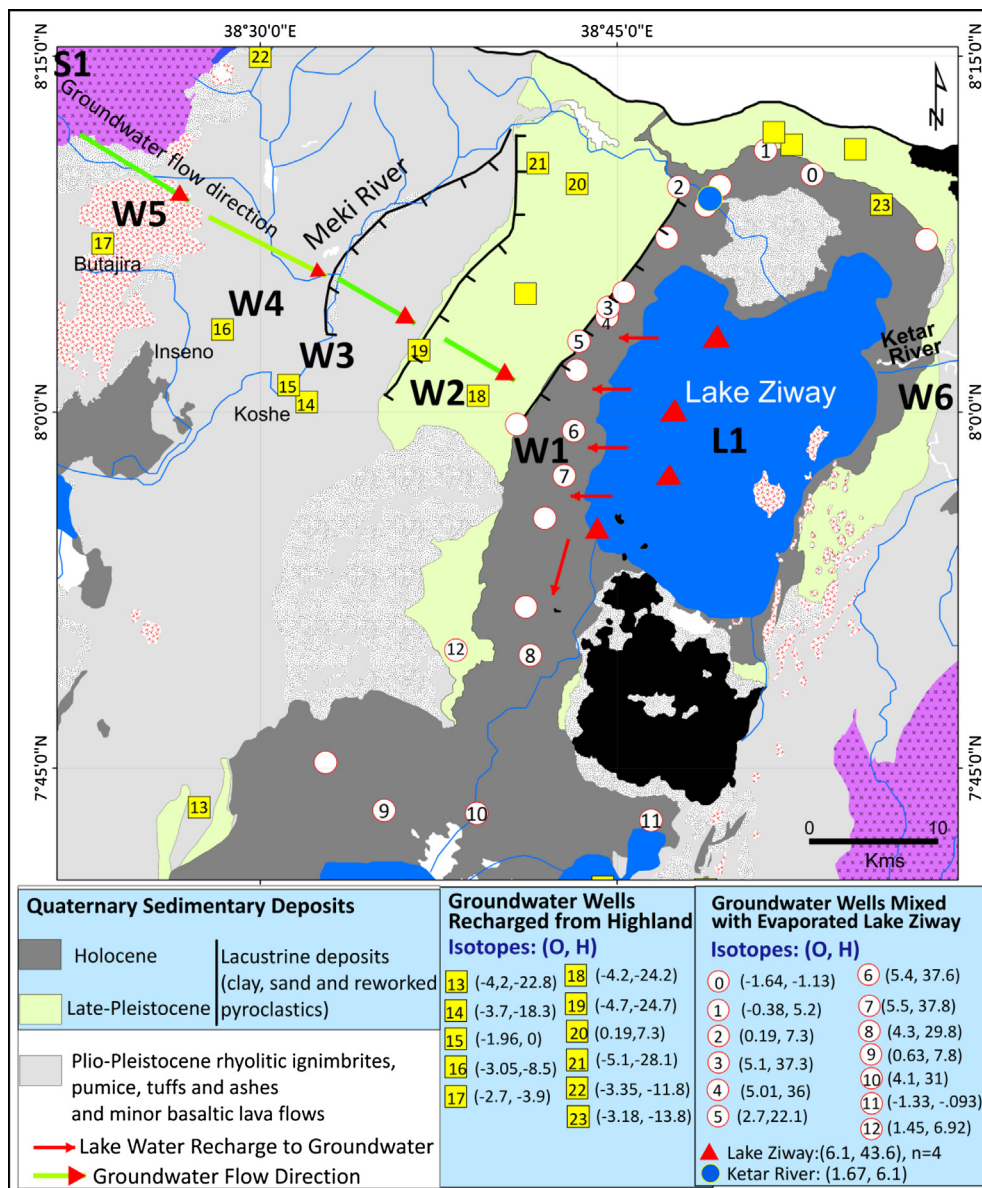 38°30'0"E
38°45'0"E
8°15'0"N
8°15'0"N
S1
22
N
Groundwater flow direction
21
1
20
2
0
Meki River
23
W5
17
Butajira
W4
3
4
16
W3
5
Inseno
19
Ketar
River
15
W2
18
Lake Ziway
W6
Koshe
14
8°0'0"N
8°0'0"N
W1
6
L1
7
12
8
7°45'0"N
7°45'0"N
13
9
10
11
0 10
Kms
Quaternary Sedimentary Deposits
Holocene
Late-Pleistocene
Lacustrine deposits
(clay, sand and reworked
pyroclastics)
Plio-Pleistocene rhyolitic ignimbrites,
pumice, tuffs and ashes
and minor basaltic lava flows
Lake Water Recharge to Groundwater
Groundwater Flow Direction
Groundwater Wells
Recharged from Highland
Isotopes: (O, H)
13 (-4.2,-22.8)
14 (-3.7,-18.3)
15 (-1.96, 0)
16 (-3.05,-8.5)
17 (-2.7, -3.9)
18 (-4.2,-24.2)
19 (-4.7,-24.7)
20 (0.19,7.3)
21 (-5.1,-28.1)
22 (-3.35, -11.8)
23 (-3.18, -13.8)
Groundwater Wells Mixed
with Evaporated Lake Ziway
Isotopes: (O, H)
0 (-1.64, -1.13)
1 (-0.38, 5.2)
2 (0.19, 7.3)
3 (5.1, 37.3)
4 (5.01, 36)
5 (2.7,22.1)
6 (5.4, 37.6)
7 (5.5, 37.8)
8 (4.3, 29.8)
9 (0.63, 7.8)
10 (4.1, 31)
11 (-1.33, -.093)
12 (1.45, 6.92)
Lake Ziway:(6.1, 43.6), n=4
Ketar River: (1.67, 6.1)